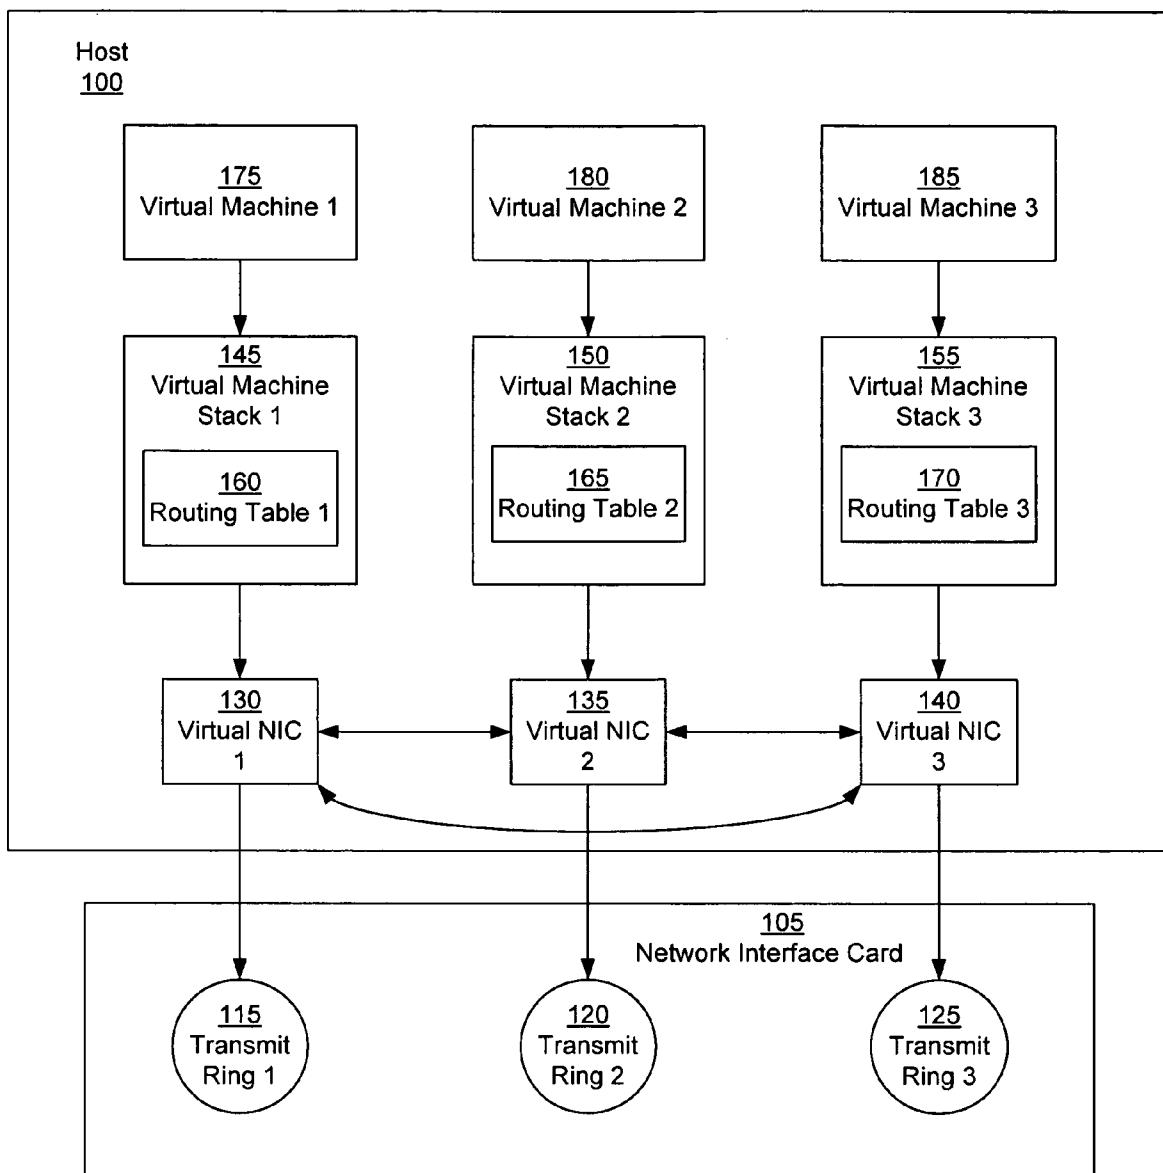 Host
100
175
Virtual Machine 1
180
Virtual Machine 2
185
Virtual Machine 3
145
Virtual Machine
Stack 1
160
Routing Table 1
150
Virtual Machine
Stack 2
165
Routing Table 2
155
Virtual Machine
Stack 3
170
Routing Table 3
130
Virtual NIC
1
135
Virtual NIC
2
140
Virtual NIC
3
105
Network Interface Card
115
Transmit
Ring 1
120
Transmit
Ring 2
125
Transmit
Ring 3